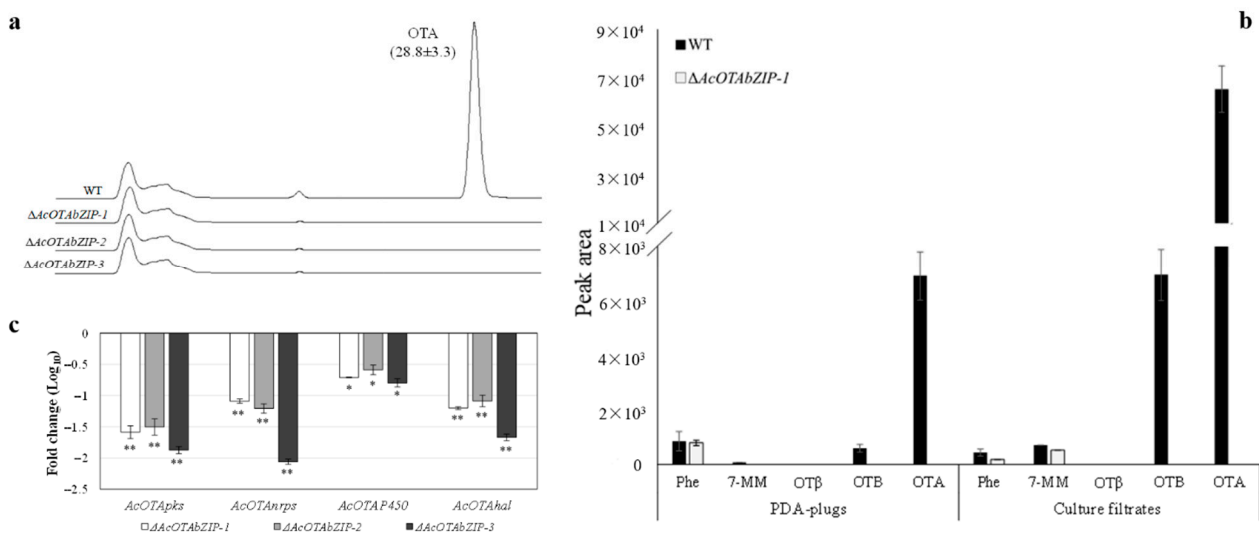 a
OTA
(28.8±3.3)
WT
ΔAcOTAbZIP-1
ΔAcOTAbZIP-2
ΔAcOTAbZIP-3
b
Peak area
9×10⁴
7×10⁴
5×10⁴
3×10⁴
1×10⁴
8×10³
6×10³
4×10³
2×10³
0
WT
ΔAcOTAbZIP-1
Phe 7-MM OTβ OTB OTA Phe 7-MM OTβ OTB OTA
PDA-plugs Culture filtrates
c
Fold change (Log₁₀)
0
−0.5
−1
−1.5
−2
−2.5
** ** **
** ** **
* * *
** ** **
AcOTApks AcOTAnrps AcOTAP450 AcOTAhal
ΔAcOTAbZIP-1 ΔAcOTAbZIP-2 ΔAcOTAbZIP-3